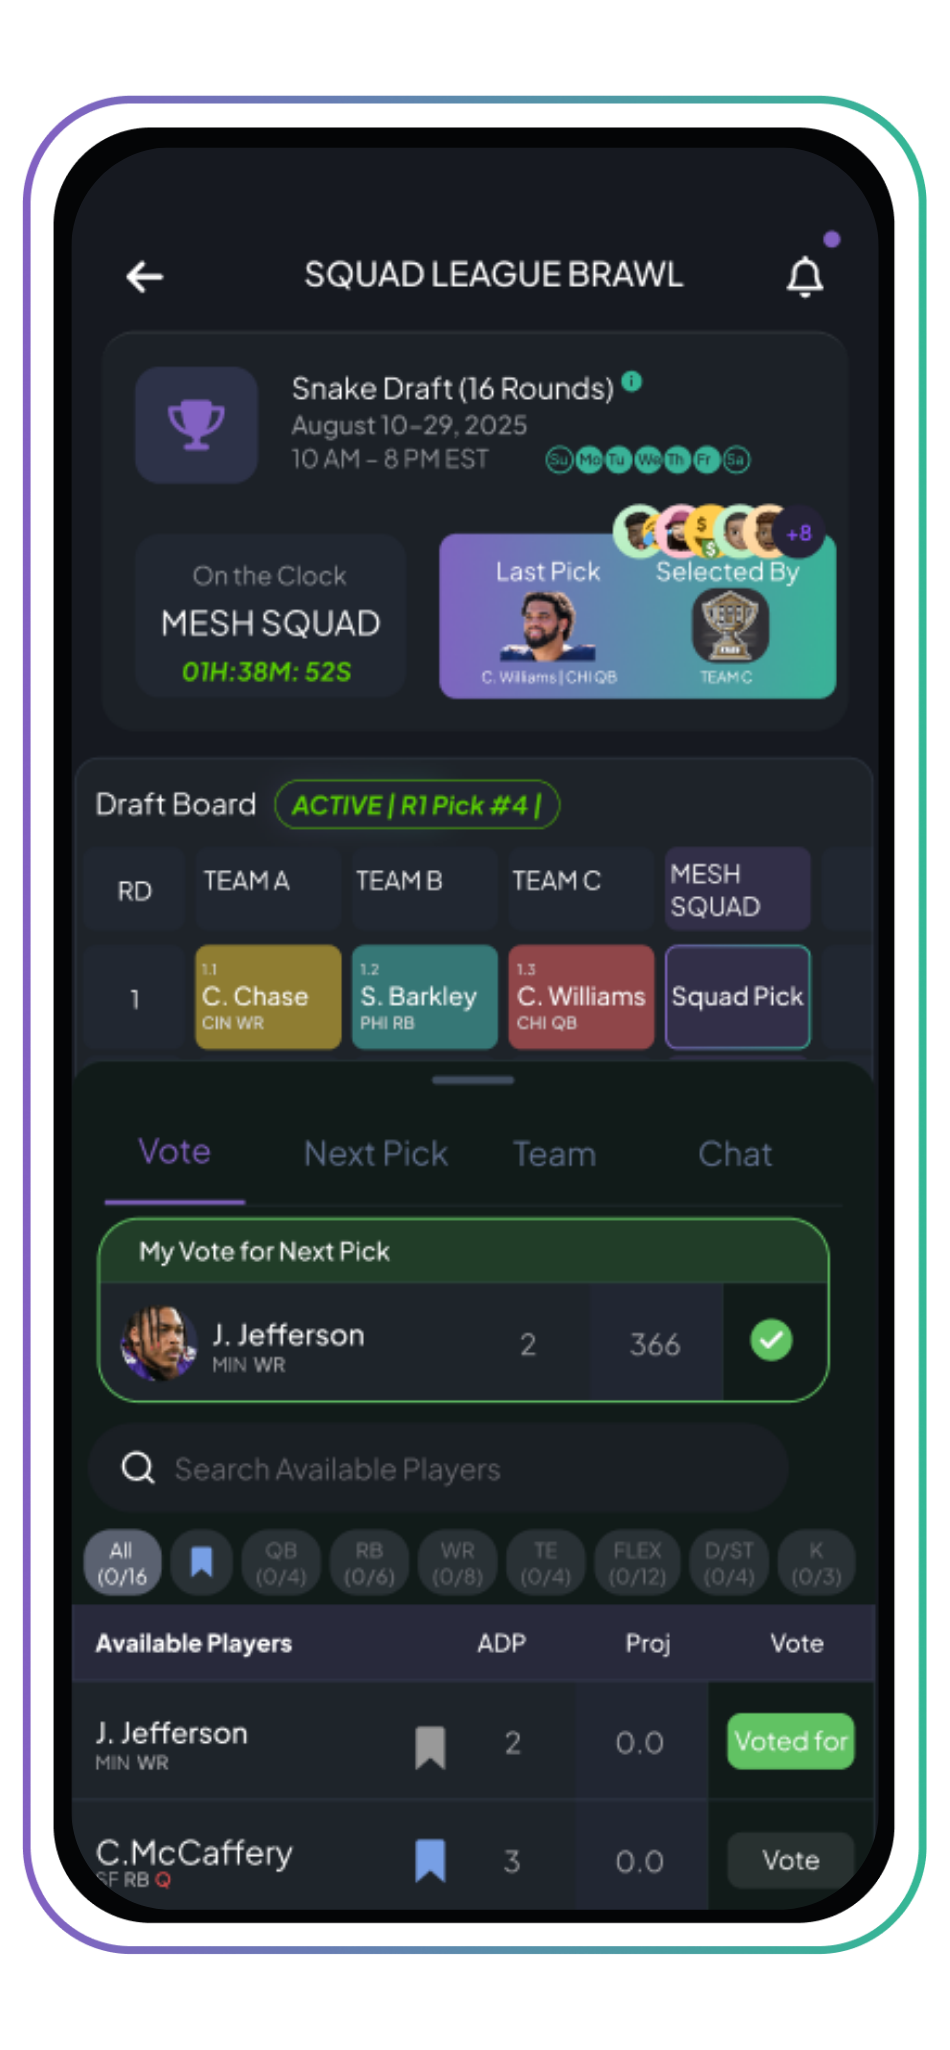 SQUAD LEAGUE BRAWL
Snake Draft (16 Rounds) i
August 10-29, 2025
10 AM – 8 PM EST
Su Mo Tu We Th Fr Sa
+8
On the Clock
MESH SQUAD
01H:38M: 52S
Last Pick
C. Williams | CHI QB
Selected By
TEAM C
Draft Board
ACTIVE | R1 Pick #4 |
RD TEAM A TEAM B TEAM C MESH SQUAD
1
1.1
C. Chase
CIN WR
1.2
S. Barkley
PHI RB
1.3
C. Williams
CHI QB
Squad Pick
Vote Next Pick Team Chat
My Vote for Next Pick
J. Jefferson 2 366
MIN WR
Search Available Players
All (0/16
QB (0/4)
RB (0/6)
WR (0/8)
TE (0/4)
FLEX (0/12)
D/ST (0/4)
K (0/3)
Available Players ADP Proj Vote
J. Jefferson 2 0.0 Voted for
MIN WR
C.McCaffery 3 0.0 Vote
SF RB Q